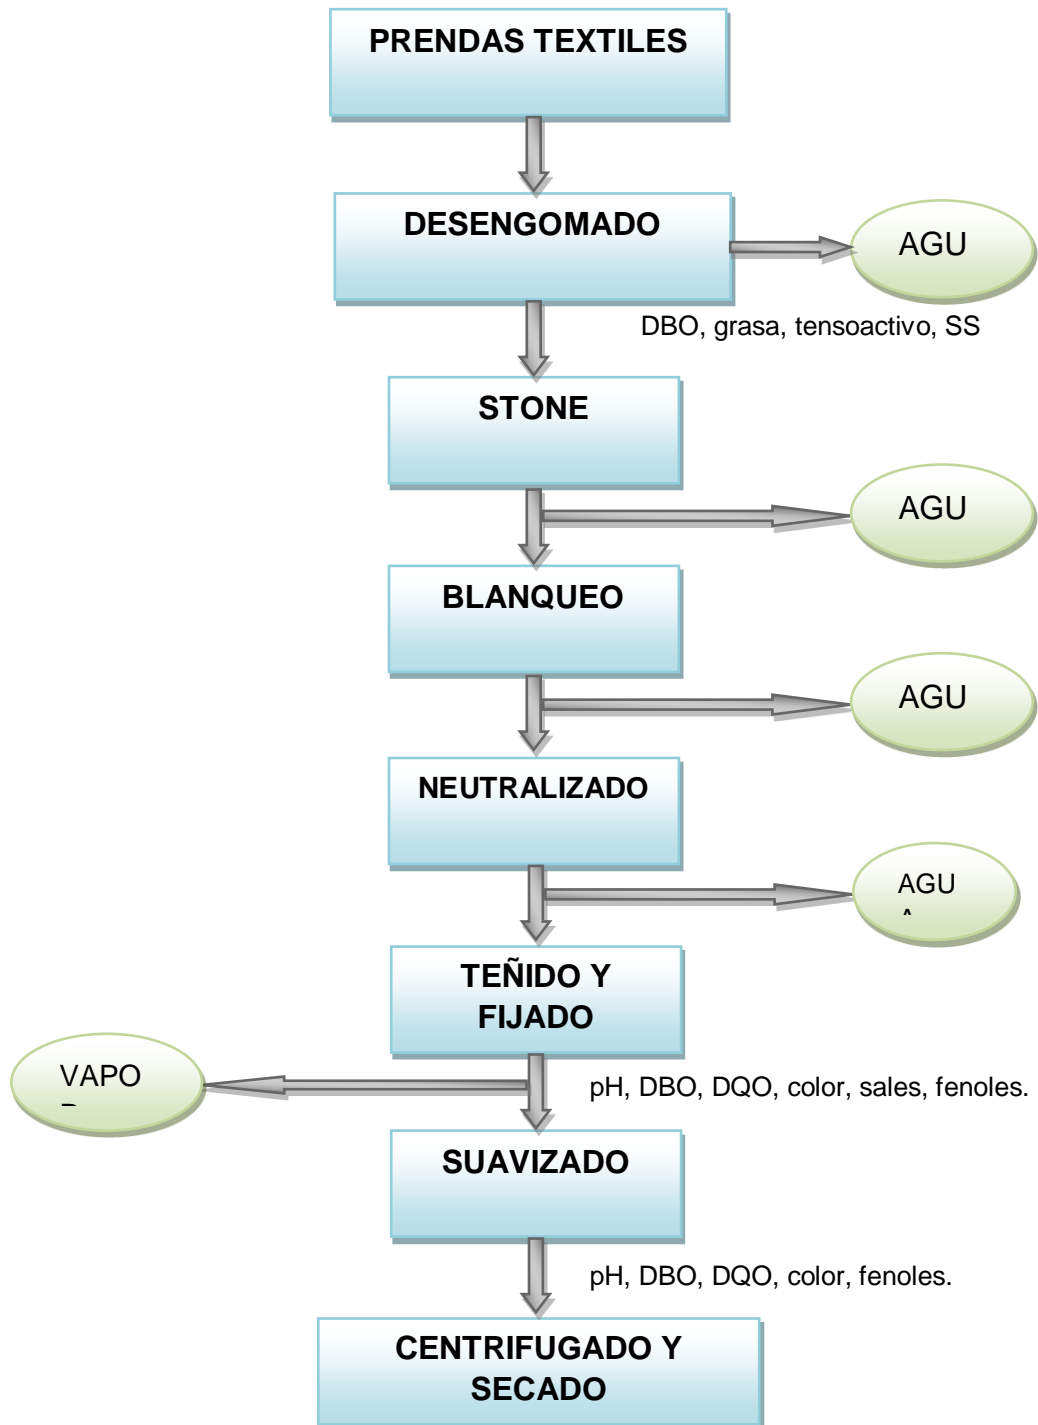 PRENDAS TEXTILES
DESENGOMADO
AGU
DBO, grasa, tensoactivo, SS
STONE
AGU
BLANQUEO
AGU
NEUTRALIZADO
AGU
A
TEÑIDO Y
FIJADO
VAPO
pH, DBO, DQO, color, sales, fenoles.
SUAVIZADO
pH, DBO, DQO, color, fenoles.
CENTRIFUGADO Y
SECADO